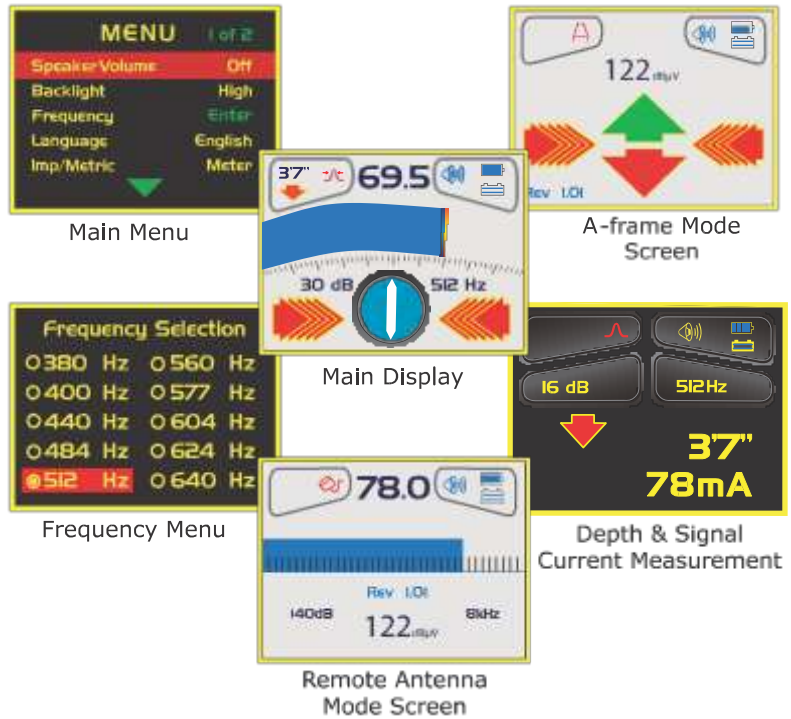 MENU 1 of 2
Speaker Volume Off
Backlight High
Frequency Enter
Language English
Imp/Metric Meter
Main Menu
122 dBµV
Rev 1.01
A-frame Mode
Screen
3'7" 69.5
30 dB 512 Hz
Main Display
Frequency Selection
380 Hz 560 Hz
400 Hz 577 Hz
440 Hz 604 Hz
484 Hz 624 Hz
512 Hz 640 Hz
Frequency Menu
16 dB 512Hz
3'7"
78mA
Depth & Signal
Current Measurement
78.0
Rev 1.01
140dB 8kHz
122 dBµV
Remote Antenna
Mode Screen